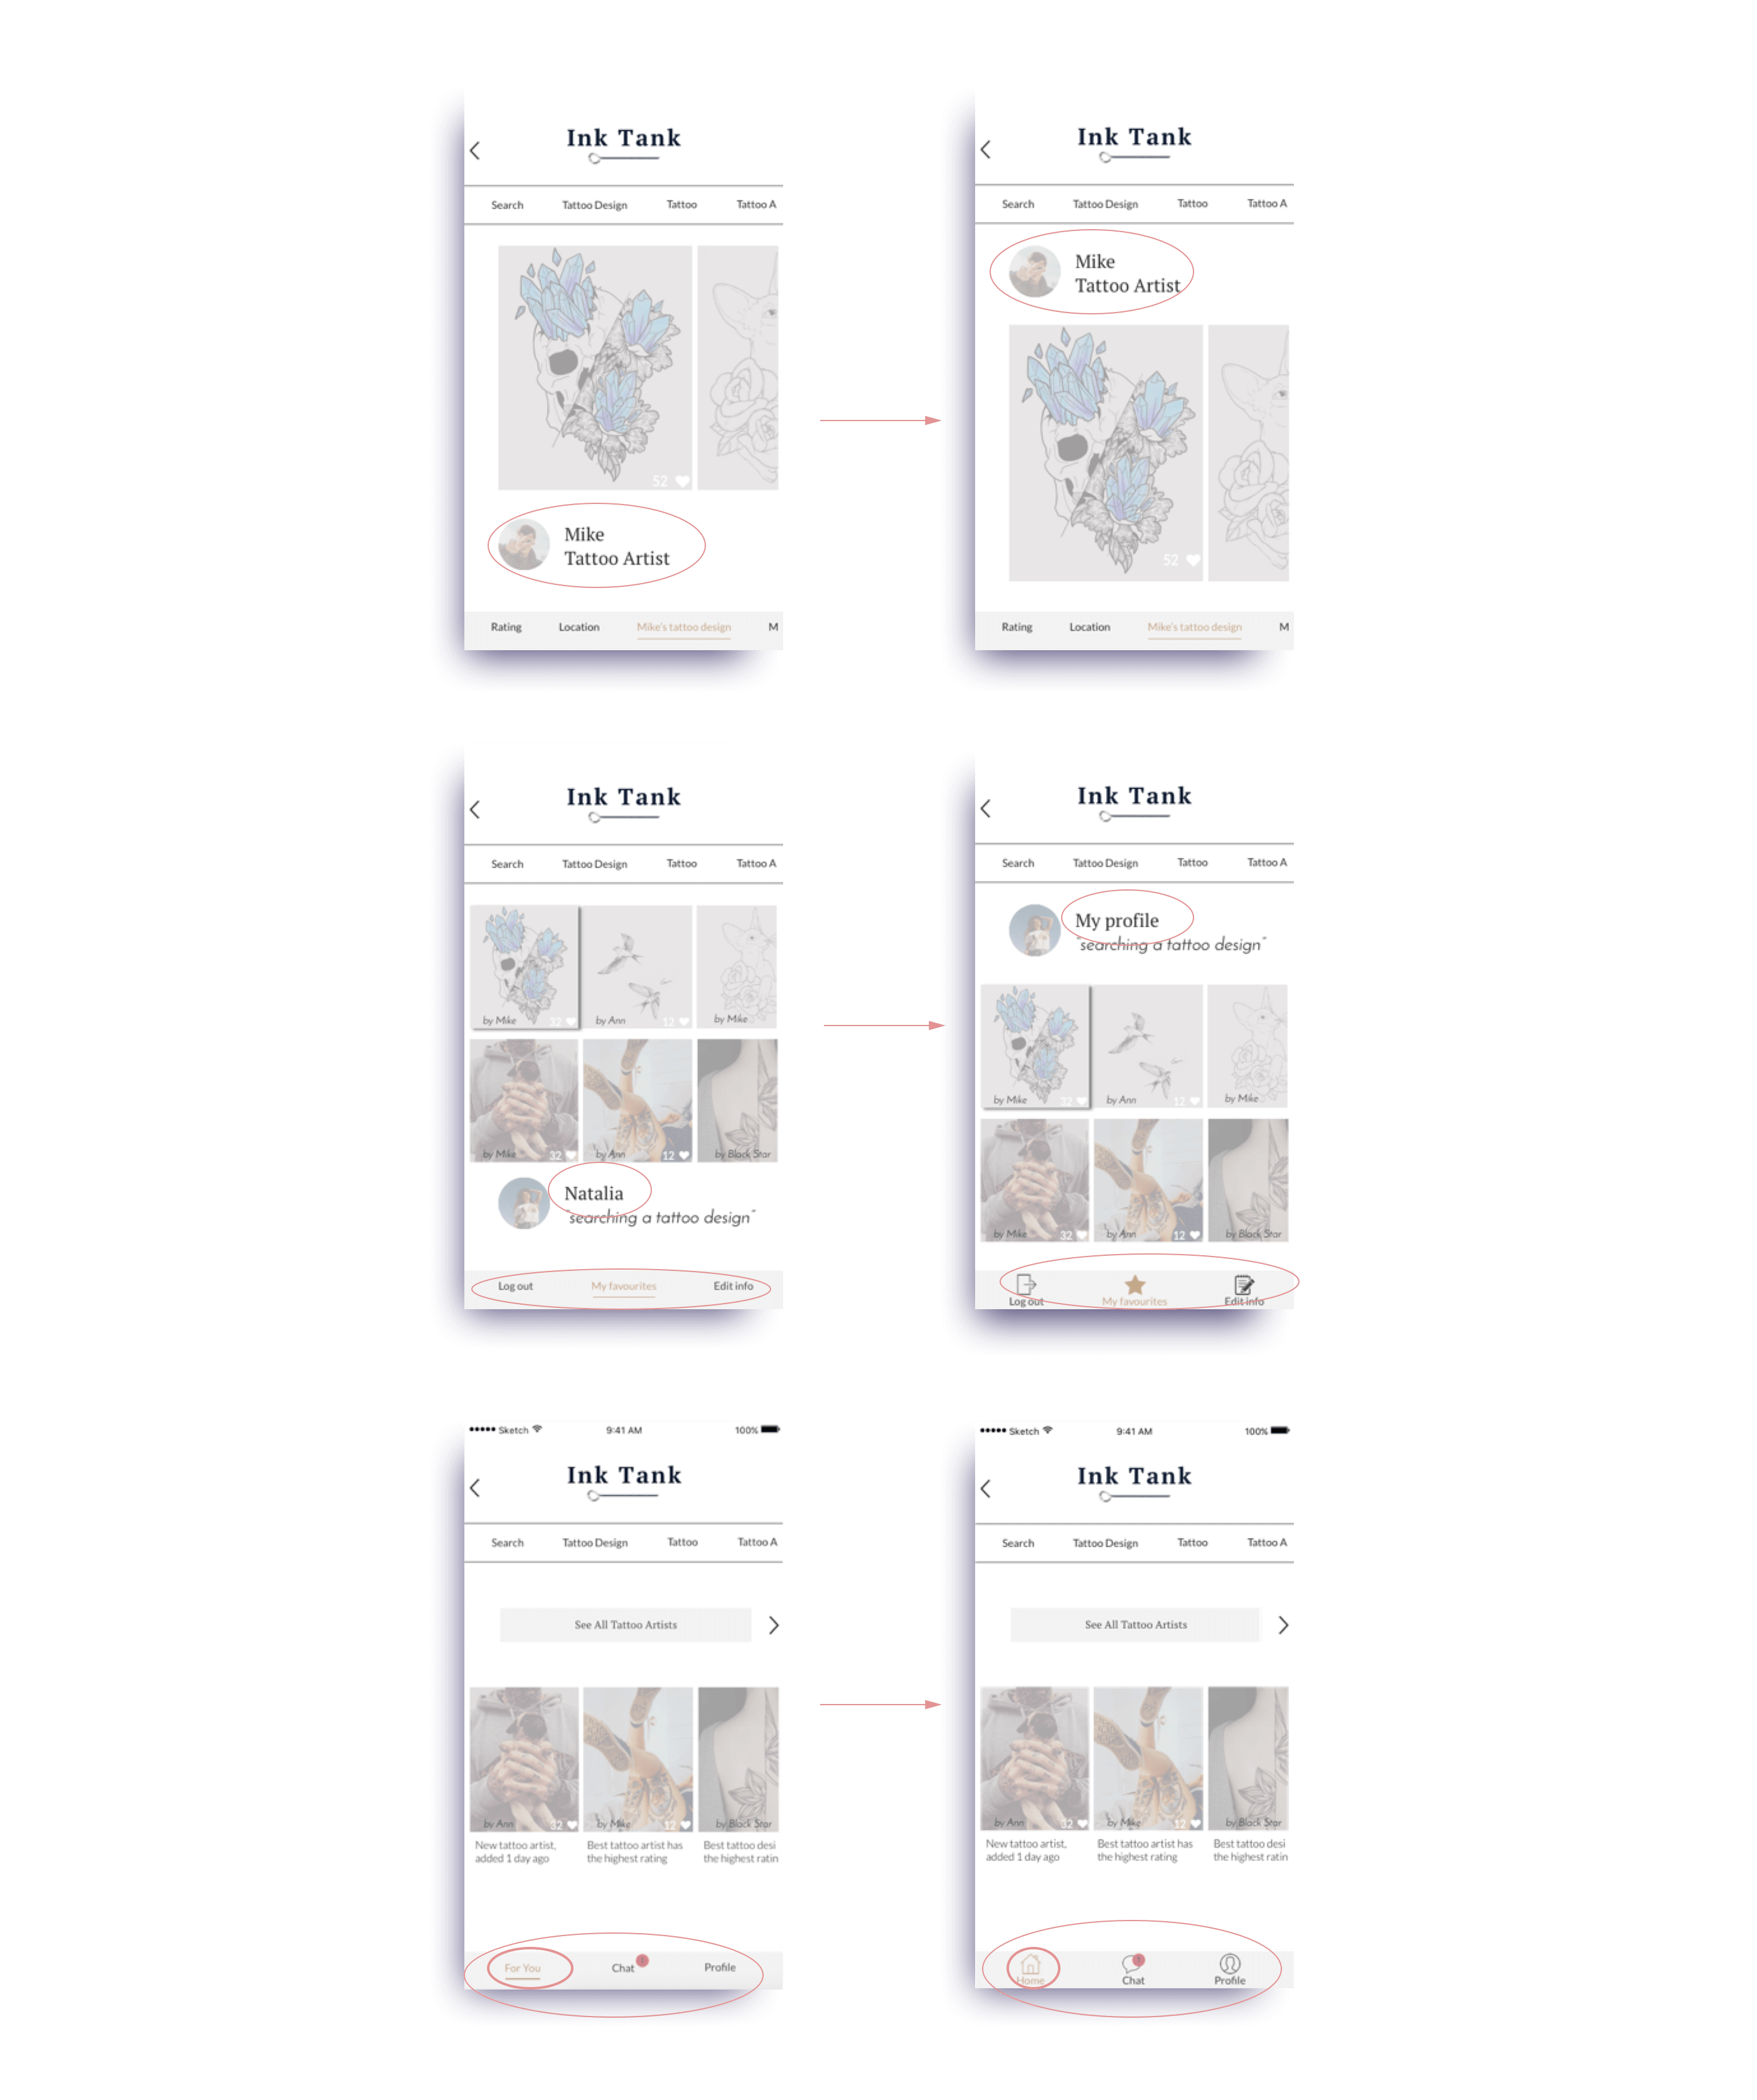 Ink Tank
Search Tattoo Design Tattoo Tattoo A
52
Mike
Tattoo Artist
Rating Location Mike's tattoo design M
Ink Tank
Search Tattoo Design Tattoo Tattoo A
Mike
Tattoo Artist
52
Rating Location Mike's tattoo design M
Ink Tank
Search Tattoo Design Tattoo Tattoo A
by Mike 32 by Ann 12 by Mike
by Mike 32 by Ann 12 by Black Star
Natalia
"searching a tattoo design"
Log out My favourites Edit info
Ink Tank
Search Tattoo Design Tattoo Tattoo A
My profile
"searching a tattoo design"
by Mike 32 by Ann 12 by Mike
by Mike 32 by Ann 12 by Black Star
Log out My favourites Edit info
Sketch 9:41 AM 100%
Ink Tank
Search Tattoo Design Tattoo Tattoo A
See All Tattoo Artists
by Ann 32 by Mike 12 by Black Star
New tattoo artist, Best tattoo artist has Best tattoo desi
added 1 day ago the highest rating the highest ratin
For You Chat Profile
Sketch 9:41 AM 100%
Ink Tank
Search Tattoo Design Tattoo Tattoo A
See All Tattoo Artists
by Ann 32 by Mike 12 by Black Star
New tattoo artist, Best tattoo artist has Best tattoo desi
added 1 day ago the highest rating the highest ratin
Home Chat Profile